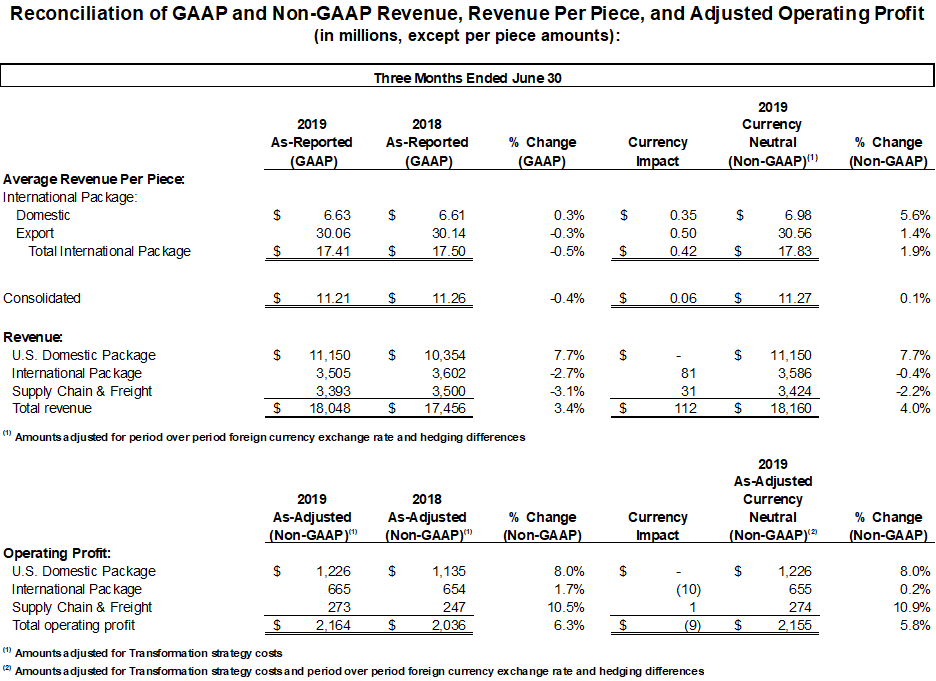 Reconciliation of GAAP and Non-GAAP Revenue, Revenue Per Piece, and Adjusted Operating Profit
(in millions, except per piece amounts):
Three Months Ended June 30
2019
2019 2018 Currency
As-Reported As-Reported % Change Currency Neutral % Change
(GAAP) (GAAP) (GAAP) Impact (Non-GAAP)(1) (Non-GAAP)
Average Revenue Per Piece:
International Package:
Domestic $ 6.63 $ 6.61 0.3% $ 0.35 $ 6.98 5.6%
Export 30.06 30.14 -0.3% 0.50 30.56 1.4%
Total International Package $ 17.41 $ 17.50 -0.5% $ 0.42 $ 17.83 1.9%
Consolidated $ 11.21 $ 11.26 -0.4% $ 0.06 $ 11.27 0.1%
Revenue:
U.S. Domestic Package $ 11,150 $ 10,354 7.7% $ - $ 11,150 7.7%
International Package 3,505 3,602 -2.7% 81 3,586 -0.4%
Supply Chain & Freight 3,393 3,500 -3.1% 31 3,424 -2.2%
Total revenue $ 18,048 $ 17,456 3.4% $ 112 $ 18,160 4.0%
(1) Amounts adjusted for period over period foreign currency exchange rate and hedging differences
2019
As-Adjusted
2019 2018 Currency
As-Adjusted As-Adjusted % Change Currency Neutral % Change
(Non-GAAP)(1) (Non-GAAP)(1) (Non-GAAP) Impact (Non-GAAP)(2) (Non-GAAP)
Operating Profit:
U.S. Domestic Package $ 1,226 $ 1,135 8.0% $ - $ 1,226 8.0%
International Package 665 654 1.7% (10) 655 0.2%
Supply Chain & Freight 273 247 10.5% 1 274 10.9%
Total operating profit $ 2,164 $ 2,036 6.3% $ (9) $ 2,155 5.8%
(1) Amounts adjusted for Transformation strategy costs
(2) Amounts adjusted for Transformation strategy costs and period over period foreign currency exchange rate and hedging differences